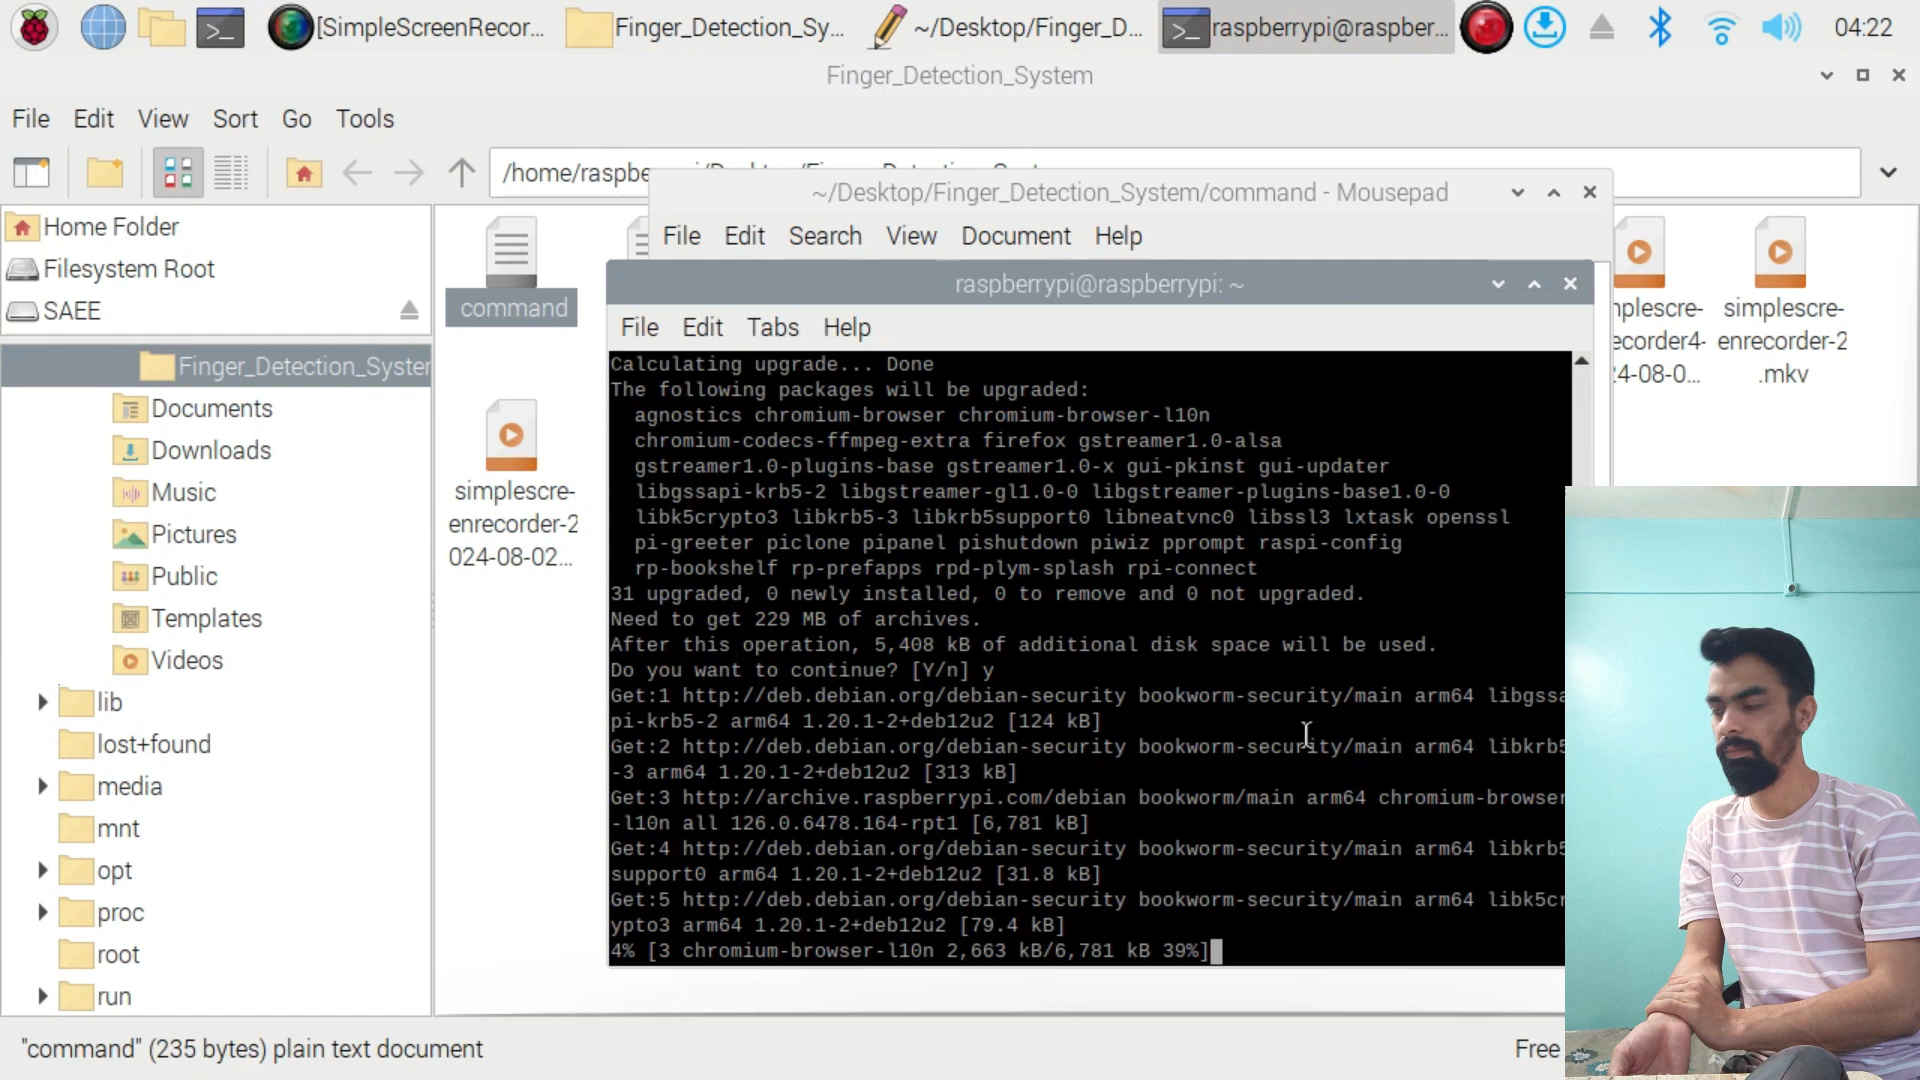 [SimpleScreenRecor...
Finger_Detection_Sy...
~/Desktop/Finger_D...
raspberrypi@raspber...
04:22
Finger_Detection_System
File Edit View Sort Go Tools
~/Desktop/Finger_Detection_System/command - Mousepad
File Edit Search View Document Help
Home Folder
Filesystem Root
SAEE
Finger_Detection_System
Documents
Downloads
Music
Pictures
Public
Templates
Videos
lib
lost+found
media
mnt
opt
proc
root
run
command
simplescre-
enrecorder-2
024-08-02...
raspberrypi@raspberrypi: ~
File Edit Tabs Help
Calculating upgrade... Done
The following packages will be upgraded:
agnostics chromium-browser chromium-browser-l10n
chromium-codecs-ffmpeg-extra firefox gstreamer1.0-alsa
gstreamer1.0-plugins-base gstreamer1.0-x gui-pkinst gui-updater
libgssapi-krb5-2 libgstreamer-gl1.0-0 libgstreamer-plugins-base1.0-0
libk5crypto3 libkrb5-3 libkrb5support0 libneatvnc0 libssl3 lxtask openssl
pi-greeter piclone pipanel pishutdown piwiz pprompt raspi-config
rp-bookshelf rp-prefapps rpd-plym-splash rpi-connect
31 upgraded, 0 newly installed, 0 to remove and 0 not upgraded.
Need to get 229 MB of archives.
After this operation, 5,408 kB of additional disk space will be used.
Do you want to continue? [Y/n] y
Get:1 http://deb.debian.org/debian-security bookworm-security/main arm64 libgssa
pi-krb5-2 arm64 1.20.1-2+deb12u2 [124 kB]
Get:2 http://deb.debian.org/debian-security bookworm-security/main arm64 libkrb5
-3 arm64 1.20.1-2+deb12u2 [313 kB]
Get:3 http://archive.raspberrypi.com/debian bookworm/main arm64 chromium-browser
-l10n all 126.0.6478.164-rpt1 [6,781 kB]
Get:4 http://deb.debian.org/debian-security bookworm-security/main arm64 libkrb5
support0 arm64 1.20.1-2+deb12u2 [31.8 kB]
Get:5 http://deb.debian.org/debian-security bookworm-security/main arm64 libk5cr
ypto3 arm64 1.20.1-2+deb12u2 [79.4 kB]
4% [3 chromium-browser-l10n 2,663 kB/6,781 kB 39%]
nplescre-
ecorder4-
24-08-0...
simplescre-
enrecorder-2
.mkv
"command" (235 bytes) plain text document
Free